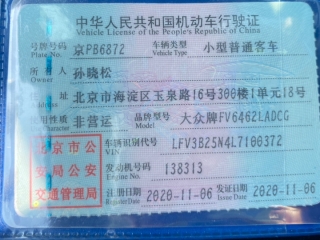 中华人民共和国机动车行驶证
Vehicle License of the People's Republic of China
号牌号码 京PB6872 车辆类型 小型普通客车
Plate No. Vehicle Type
所有人 孙晓松
Owner
住址 北京市海淀区玉泉路16号300楼1单元18号
Address
使用性质 非营运 品牌型号 大众牌FV6462LADCG
Use Character Model
北京市公 车辆识别代号 LFV3B25N4L7100372
VIN
安局公安 发动机号码 138313
Engine No.
交通管理局 注册日期 2020-11-06 发证日期 2020-11-06
Register Date Issue Date